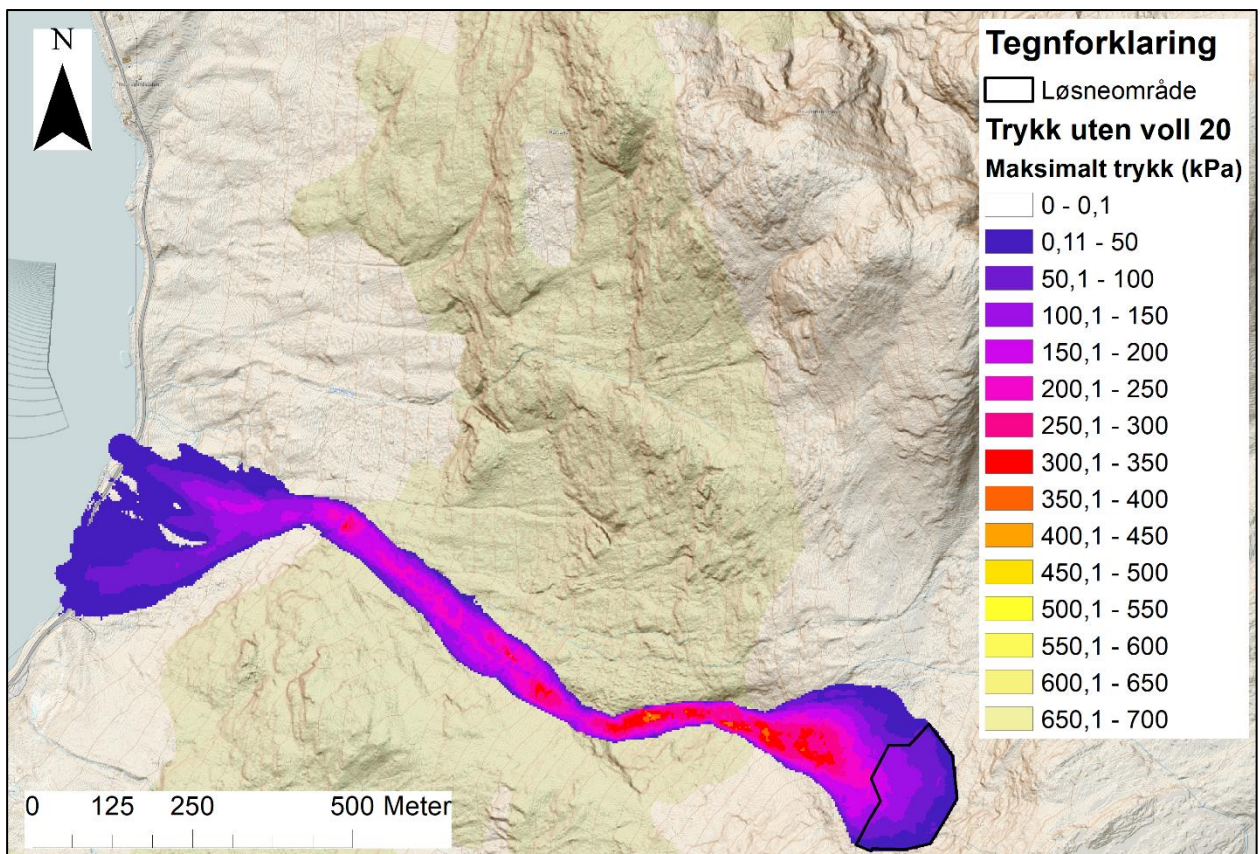 N
Tegnforklaring
Løsneområde
Trykk uten voll 20
Maksimalt trykk (kPa)
0 - 0,1
0,11 - 50
50,1 - 100
100,1 - 150
150,1 - 200
200,1 - 250
250,1 - 300
300,1 - 350
350,1 - 400
400,1 - 450
450,1 - 500
500,1 - 550
550,1 - 600
600,1 - 650
650,1 - 700
0 125 250 500 Meter